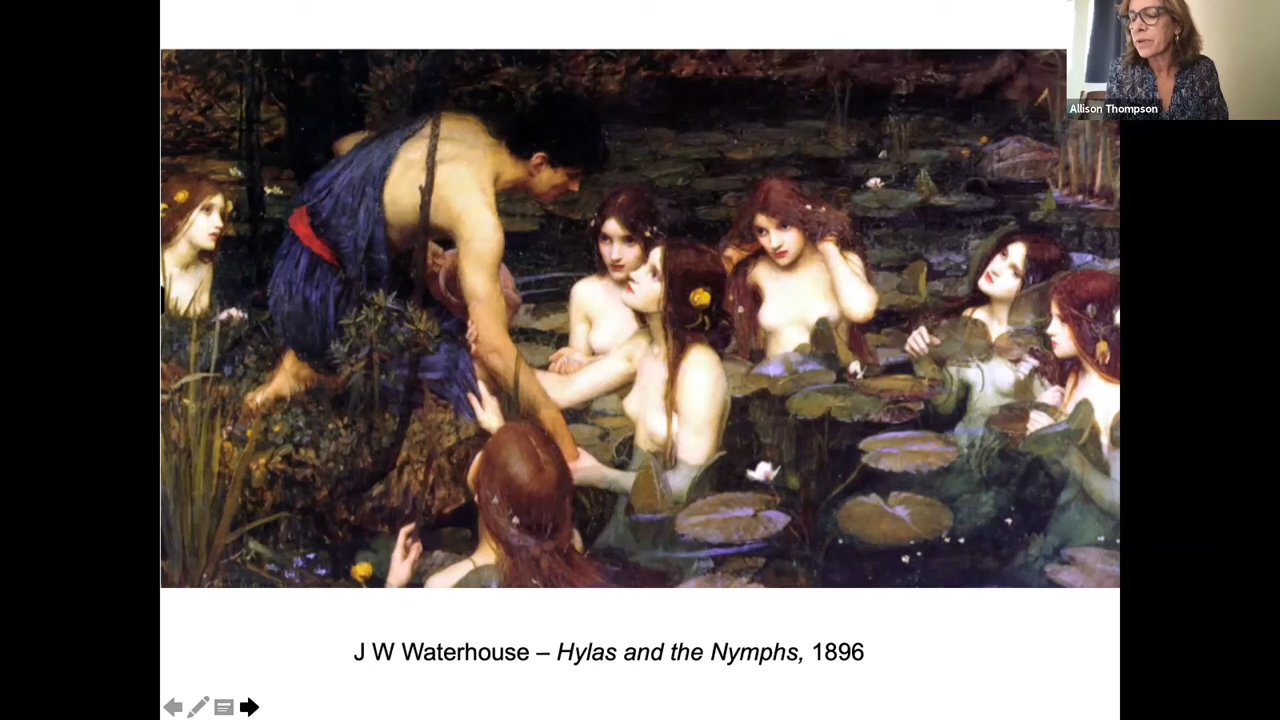 Allison Thompson
J W Waterhouse – Hylas and the Nymphs, 1896